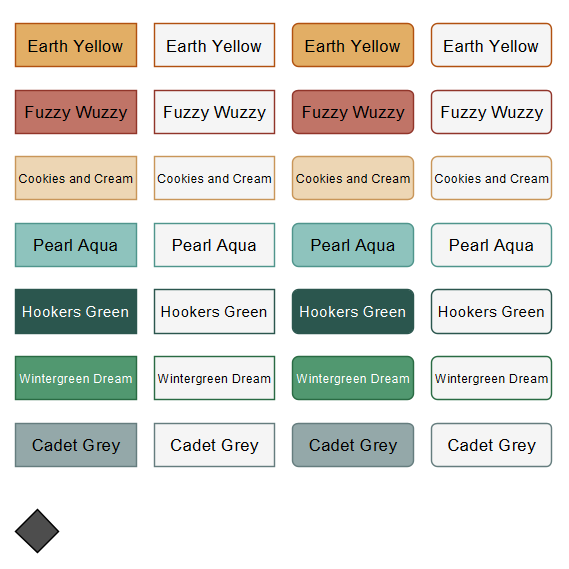 Earth Yellow Earth Yellow Earth Yellow Earth Yellow
Fuzzy Wuzzy Fuzzy Wuzzy Fuzzy Wuzzy Fuzzy Wuzzy
Cookies and Cream Cookies and Cream Cookies and Cream Cookies and Cream
Pearl Aqua Pearl Aqua Pearl Aqua Pearl Aqua
Hookers Green Hookers Green Hookers Green Hookers Green
Wintergreen Dream Wintergreen Dream Wintergreen Dream Wintergreen Dream
Cadet Grey Cadet Grey Cadet Grey Cadet Grey